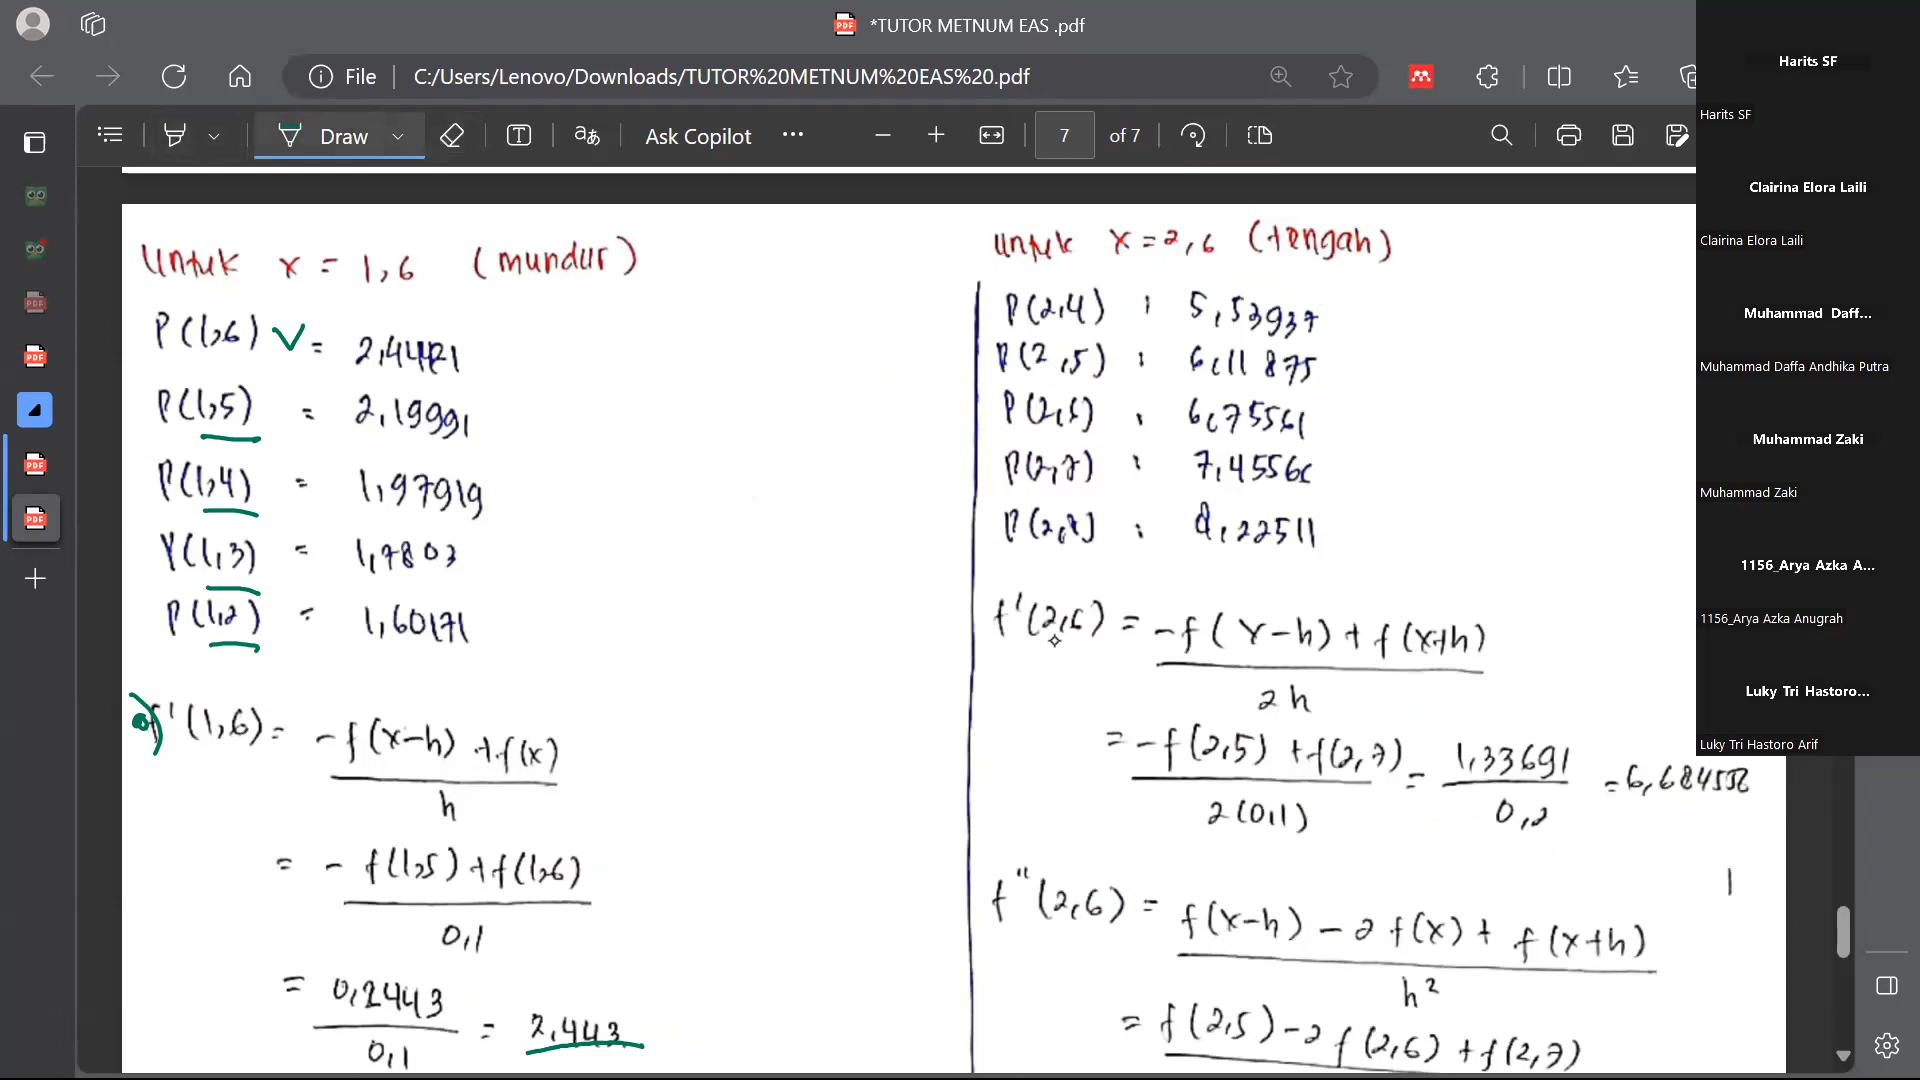 *TUTOR METNUM EAS .pdf
File
C:/Users/Lenovo/Downloads/TUTOR%20METNUM%20EAS%20.pdf
Draw
aあ
Ask Copilot
7
of 7
Untuk x = 1,6 (mundur)
P(1,6) = 2,44421
P(1,5) = 2,19991
P(1,4) = 1,97919
P(1,3) = 1,7803
P(1,2) = 1,60171
f'(1,6) = -f(x-h) + f(x)
h
= - f(1,5) + f(1,6)
0,1
= 0,2443
0,1
= 2,443
Untuk x = 2,6 (tengah)
P(2,4) : 5,53937
P(2,5) : 6,11875
P(2,6) : 6,75561
P(2,7) : 7,45566
P(2,8) : 8,22511
f'(2,6) = -f(x-h) + f(x+h)
2h
= -f(2,5) + f(2,7) = 1,33691
2(0,1)
0,2
f"(2,6) = f(x-h) - 2 f(x) + f(x+h)
h²
= f(2,5) - 2 f(2,6) + f(2,7)
Harits SF
Harits SF
Clairina Elora Laili
Clairina Elora Laili
Muhammad Daff...
Muhammad Daffa Andhika Putra
Muhammad Zaki
Muhammad Zaki
1156_Arya Azka A...
1156_Arya Azka Anugrah
Luky Tri Hastoro...
Luky Tri Hastoro Arif